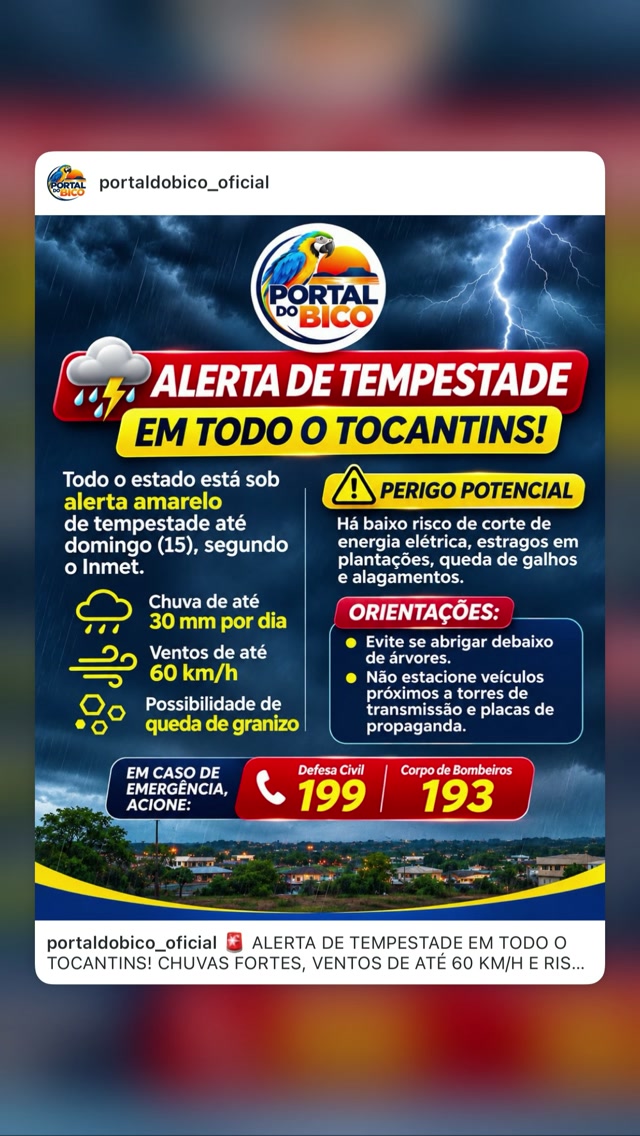 PORTAL
DO BICO
portaldobico_oficial
PORTAL
DO BICO
ALERTA DE TEMPESTADE
EM TODO O TOCANTINS!
Todo o estado está sob
alerta amarelo
de tempestade até
domingo (15), segundo
o Inmet.
Chuva de até
30 mm por dia
Ventos de até
60 km/h
Possibilidade de
queda de granizo
PERIGO POTENCIAL
Há baixo risco de corte de
energia elétrica, estragos em
plantações, queda de galhos
e alagamentos.
ORIENTAÇÕES:
Evite se abrigar debaixo
de árvores.
Não estacione veículos
próximos a torres de
transmissão e placas de
propaganda.
EM CASO DE
EMERGÊNCIA,
ACIONE:
Defesa Civil
199
Corpo de Bombeiros
193
portaldobico_oficial 🚨 ALERTA DE TEMPESTADE EM TODO O
TOCANTINS! CHUVAS FORTES, VENTOS DE ATÉ 60 KM/H E RIS...